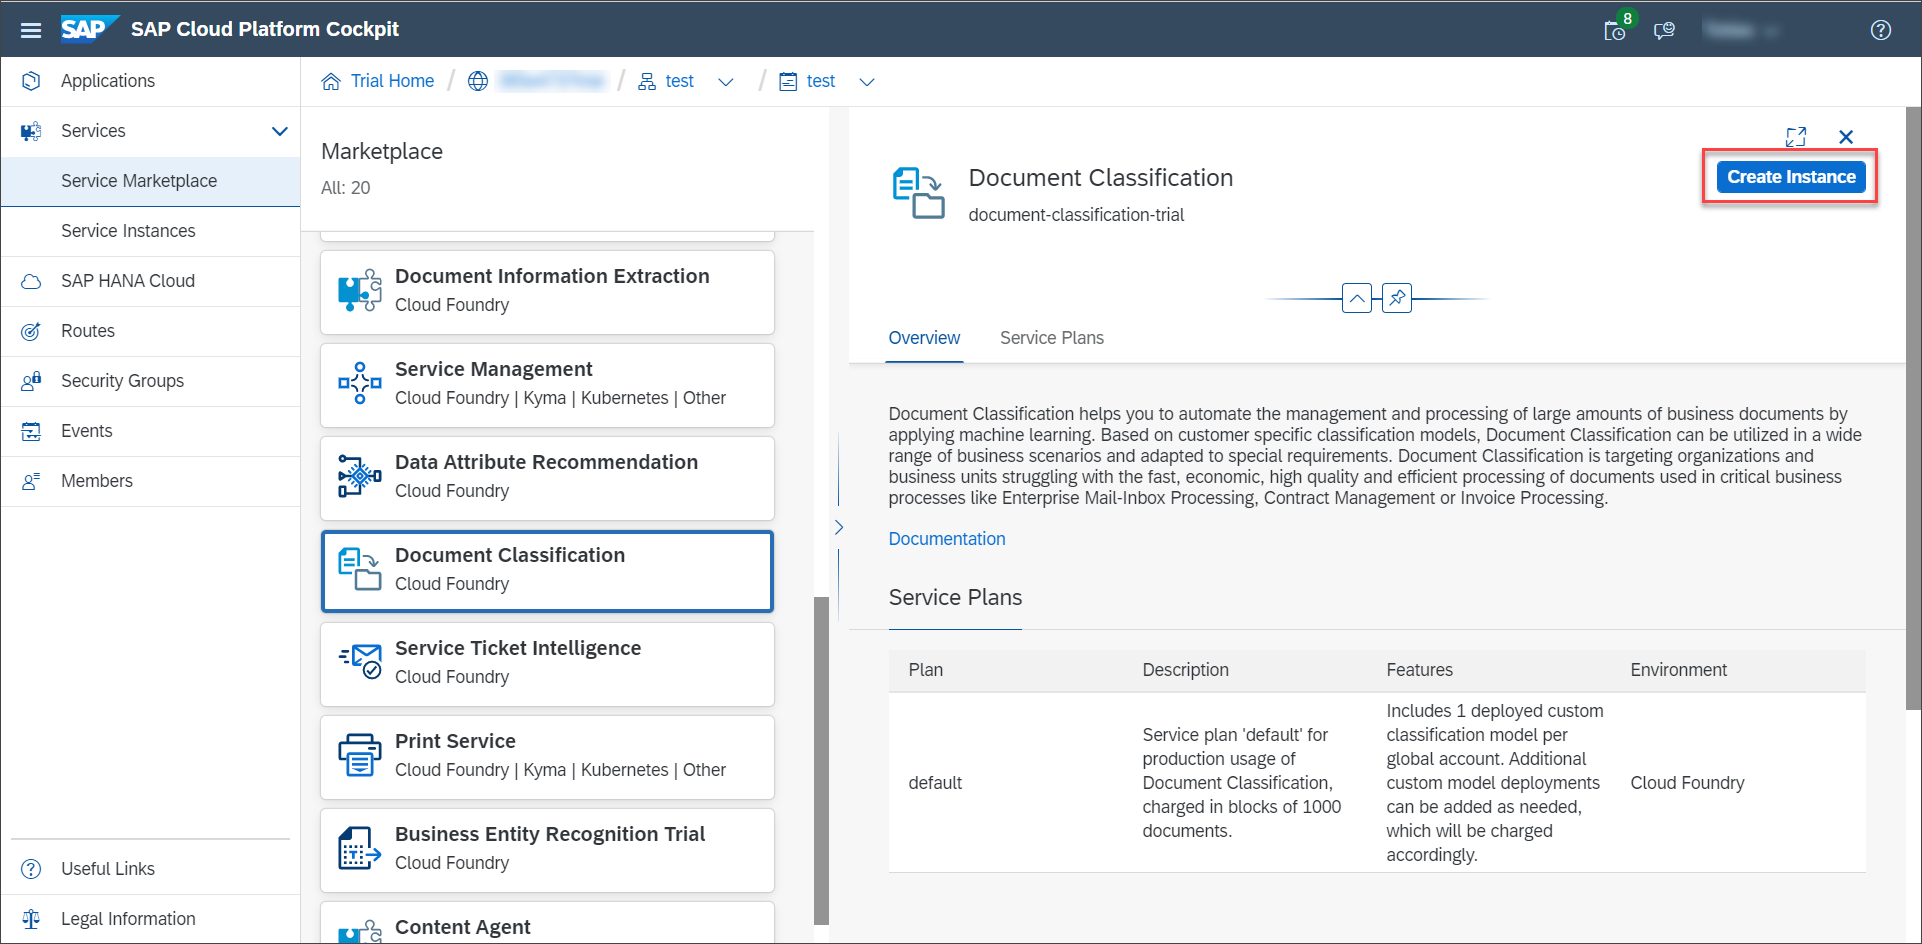 SAP SAP Cloud Platform Cockpit
8
Applications
Services
Service Marketplace
Service Instances
SAP HANA Cloud
Routes
Security Groups
Events
Members
Useful Links
Legal Information
Trial Home / / test / test
Marketplace
All: 20
Document Information Extraction
Cloud Foundry
Service Management
Cloud Foundry | Kyma | Kubernetes | Other
Data Attribute Recommendation
Cloud Foundry
Document Classification
Cloud Foundry
Service Ticket Intelligence
Cloud Foundry
Print Service
Cloud Foundry | Kyma | Kubernetes | Other
Business Entity Recognition Trial
Cloud Foundry
Content Agent
Document Classification
document-classification-trial
Create Instance
Overview
Service Plans
Document Classification helps you to automate the management and processing of large amounts of business documents by
applying machine learning. Based on customer specific classification models, Document Classification can be utilized in a wide
range of business scenarios and adapted to special requirements. Document Classification is targeting organizations and
business units struggling with the fast, economic, high quality and efficient processing of documents used in critical business
processes like Enterprise Mail-Inbox Processing, Contract Management or Invoice Processing.
Documentation
Service Plans
Plan
Description
Features
Environment
default
Service plan 'default' for
production usage of
Document Classification,
charged in blocks of 1000
documents.
Includes 1 deployed custom
classification model per
global account. Additional
custom model deployments
can be added as needed,
which will be charged
accordingly.
Cloud Foundry